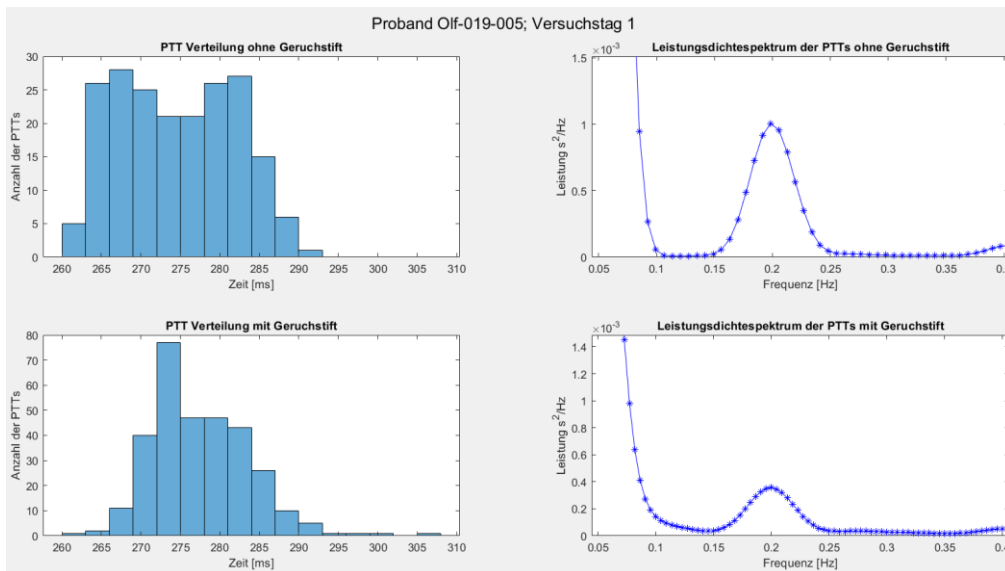 Proband Olf-019-005; Versuchstag 1
PTT Verteilung ohne Geruchstift
Anzahl der PTTs
30
25
20
15
10
5
0
260 265 270 275 280 285 290 295 300 305 310
Zeit [ms]
Leistungsdichtespektrum der PTTs ohne Geruchstift
×10-3
Leistung s2/Hz
1.5
1
0.5
0
0.05 0.1 0.15 0.2 0.25 0.3 0.35
Frequenz [Hz]
PTT Verteilung mit Geruchstift
Anzahl der PTTs
80
70
60
50
40
30
20
10
0
260 265 270 275 280 285 290 295 300 305 310
Zeit [ms]
Leistungsdichtespektrum der PTTs mit Geruchstift
×10-3
Leistung s2/Hz
1.4
1.2
1
0.8
0.6
0.4
0.2
0
0.05 0.1 0.15 0.2 0.25 0.3 0.35
Frequenz [Hz]